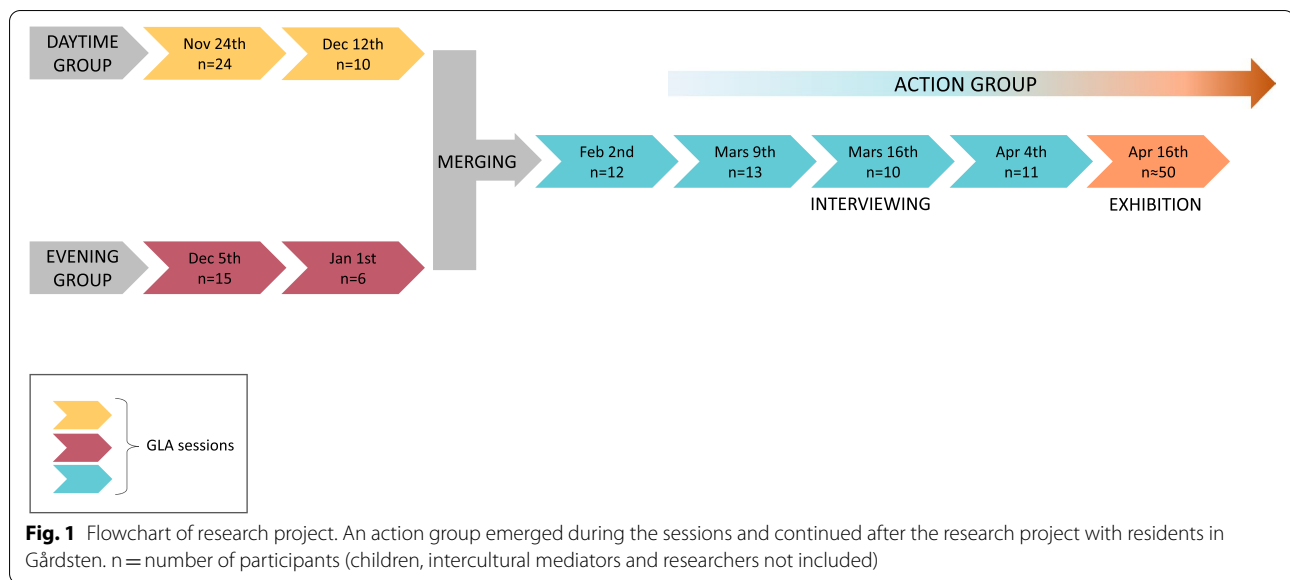 DAYTIME
GROUP
Nov 24th
n=24
Dec 12th
n=10
ACTION GROUP
MERGING
Feb 2nd
n=12
Mars 9th
n=13
Mars 16th
n=10
Apr 4th
n=11
Apr 16th
n≈50
INTERVIEWING
EXHIBITION
EVENING
GROUP
Dec 5th
n=15
Jan 1st
n=6
GLA sessions
Fig. 1 Flowchart of research project. An action group emerged during the sessions and continued after the research project with residents in
Gårdsten. n = number of participants (children, intercultural mediators and researchers not included)